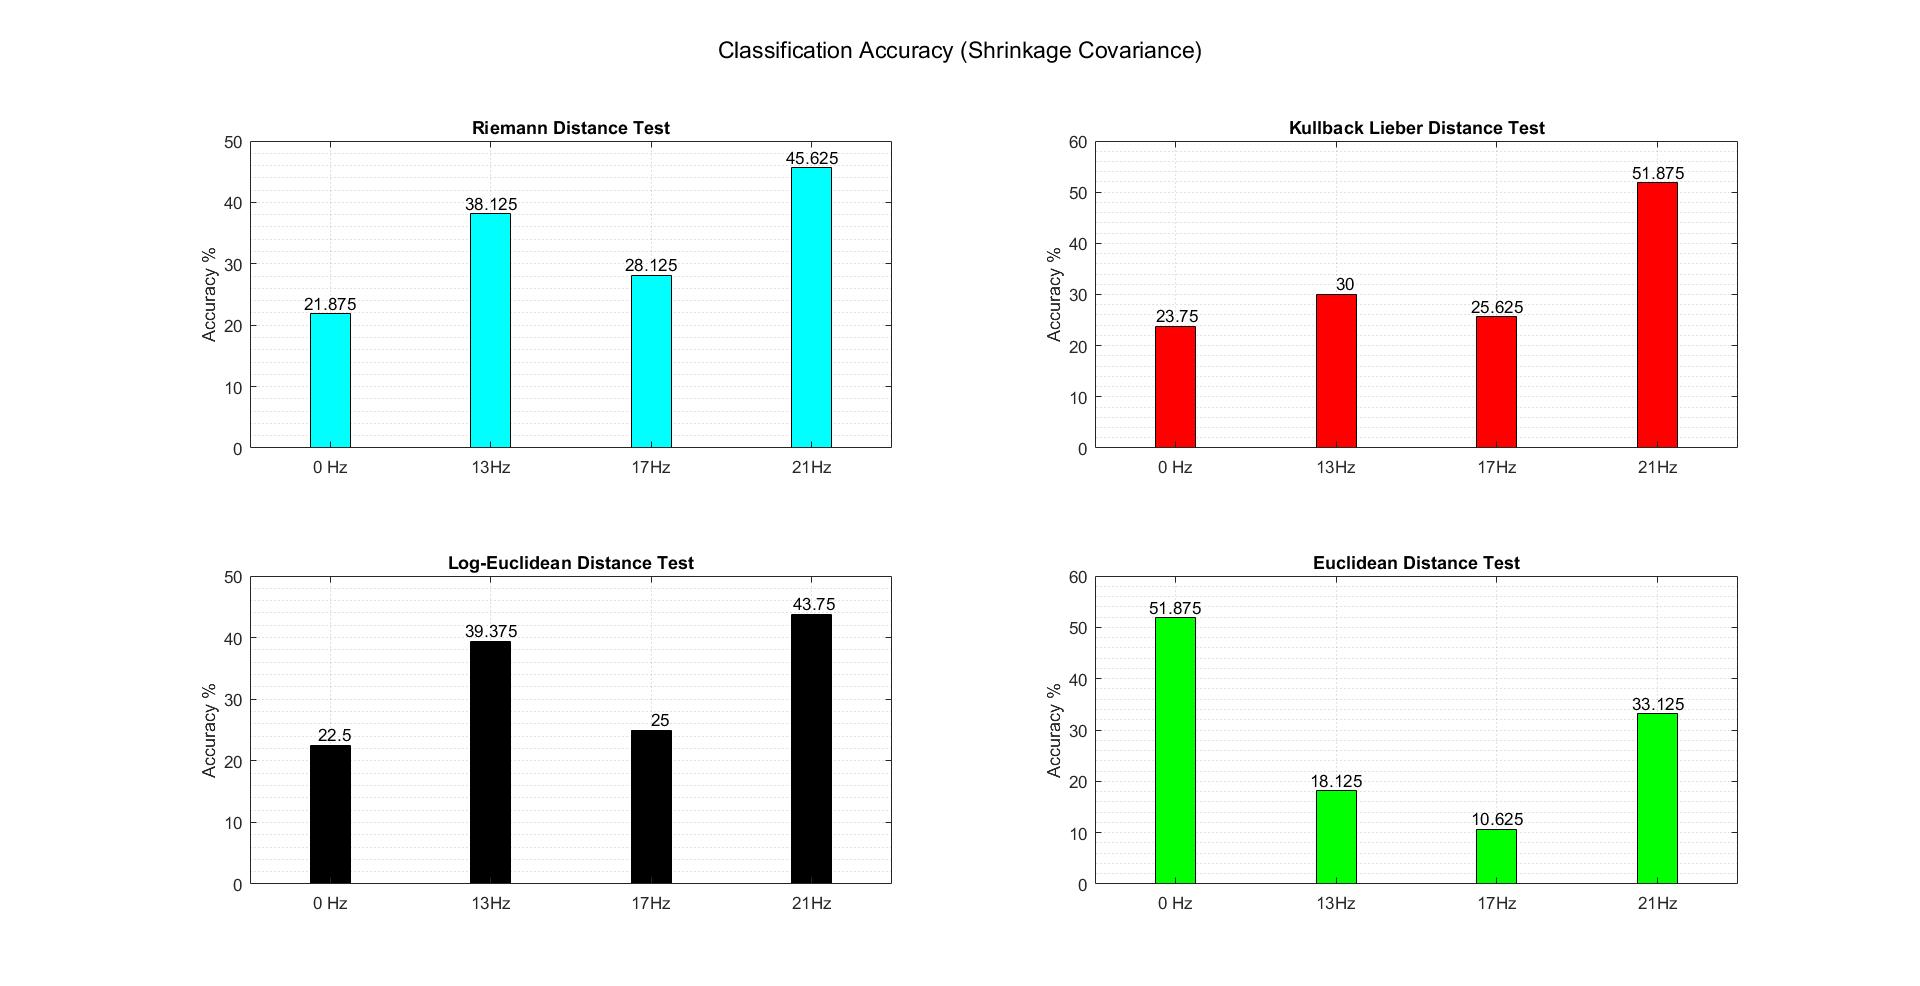 Classification Accuracy (Shrinkage Covariance)
Riemann Distance Test
50
40
30
20
10
0
Accuracy %
21.875
38.125
28.125
45.625
0 Hz
13Hz
17Hz
21Hz
Kullback Lieber Distance Test
60
50
40
30
20
10
0
Accuracy %
23.75
30
25.625
51.875
0 Hz
13Hz
17Hz
21Hz
Log-Euclidean Distance Test
50
40
30
20
10
0
Accuracy %
22.5
39.375
25
43.75
0 Hz
13Hz
17Hz
21Hz
Euclidean Distance Test
60
50
40
30
20
10
0
Accuracy %
51.875
18.125
10.625
33.125
0 Hz
13Hz
17Hz
21Hz